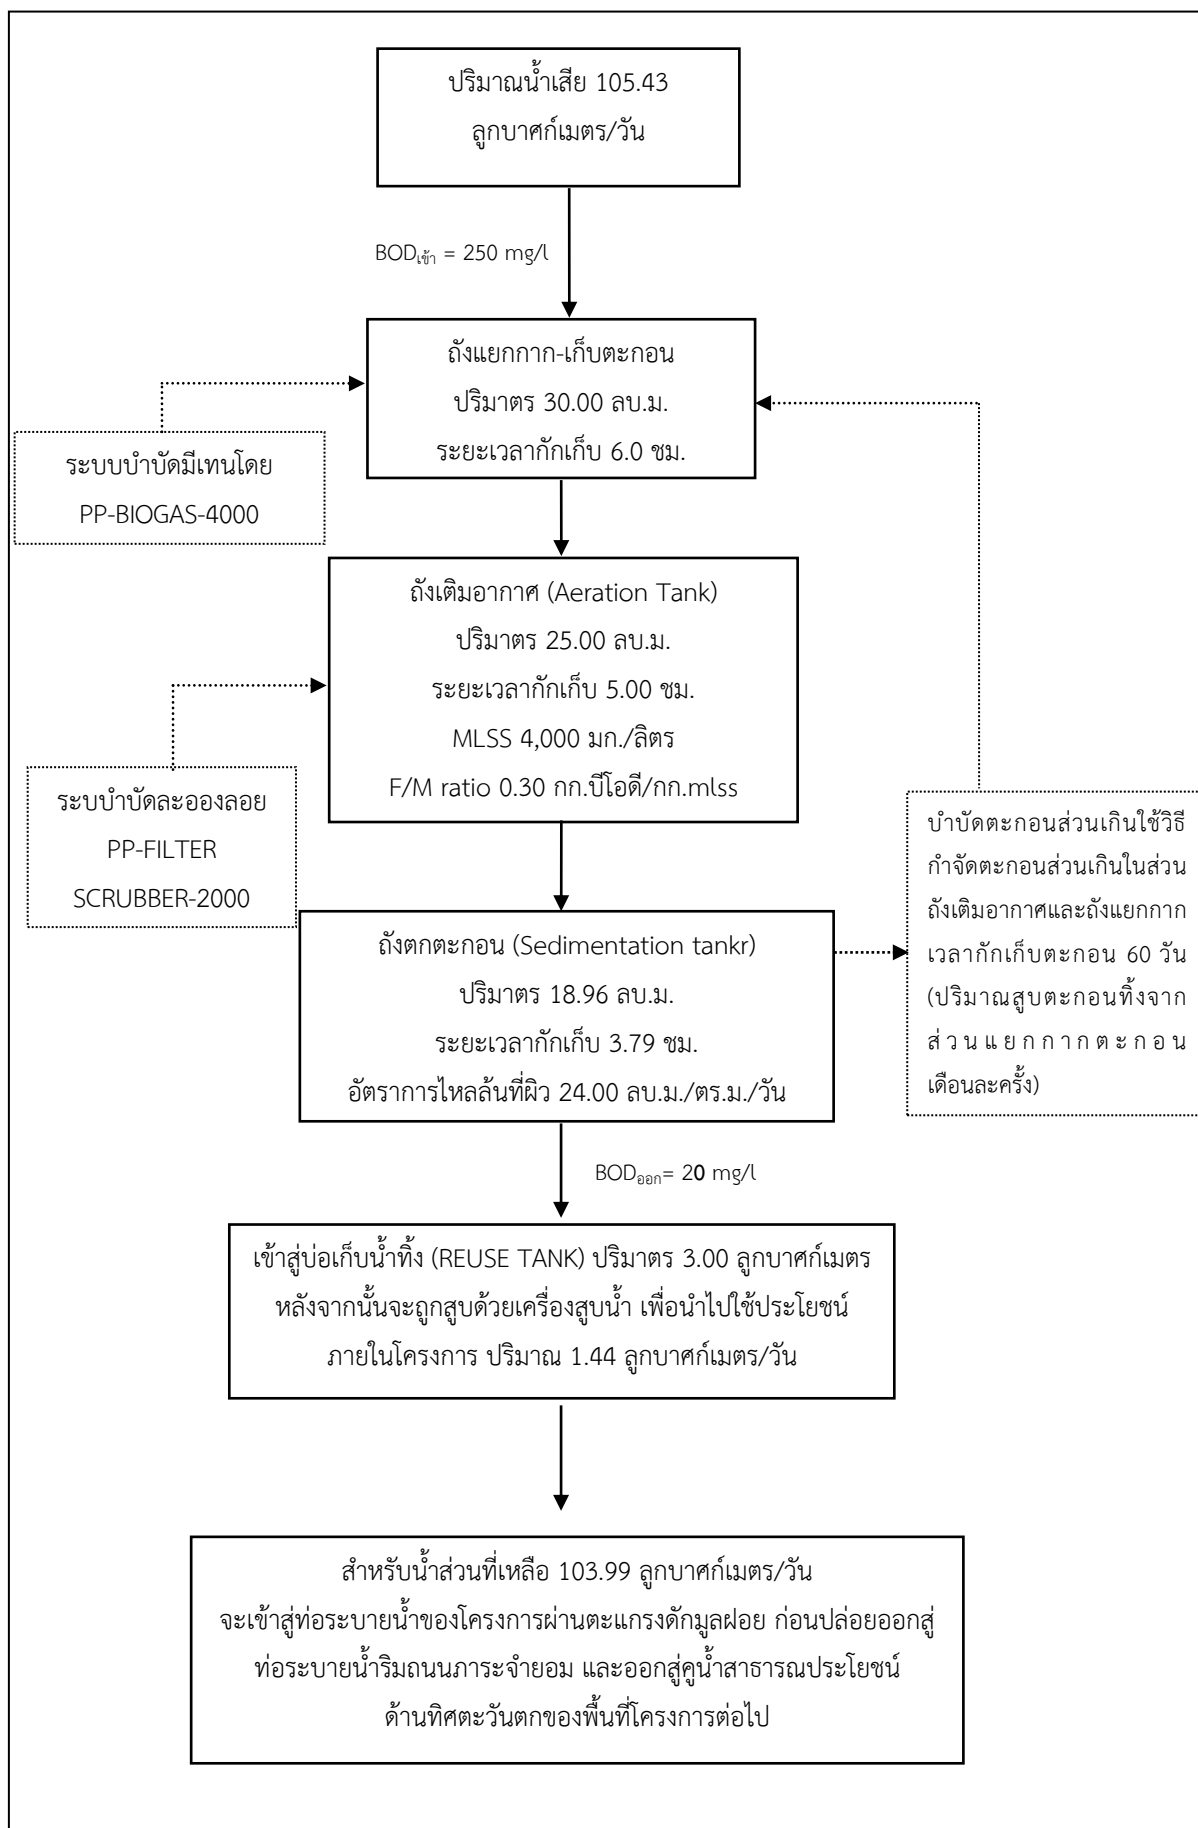 ปริมาณน้ำเสีย 105.43
ลูกบาศก์เมตร/วัน
BODเข้า = 250 mg/l
ถังแยกกาก-เก็บตะกอน
ปริมาตร 30.00 ลบ.ม.
ระยะเวลากักเก็บ 6.0 ชม.
ระบบบำบัดมีเทนโดย
PP-BIOGAS-4000
ถังเติมอากาศ (Aeration Tank)
ปริมาตร 25.00 ลบ.ม.
ระยะเวลากักเก็บ 5.00 ชม.
MLSS 4,000 มก./ลิตร
F/M ratio 0.30 กก.บีโอดี/กก.mlss
ระบบำบัดละอองลอย
PP-FILTER
SCRUBBER-2000
บำบัดตะกอนส่วนเกินใช้วิธี
กำจัดตะกอนส่วนเกินในส่วน
ถังเติมอากาศและถังแยกกาก
เวลากักเก็บตะกอน 60 วัน
(ปริมาณสูบตะกอนทิ้งจาก
ส่วนแยกกากตะกอน
เดือนละครั้ง)
ถังตกตะกอน (Sedimentation tankr)
ปริมาตร 18.96 ลบ.ม.
ระยะเวลากักเก็บ 3.79 ชม.
อัตราการไหลล้นที่ผิว 24.00 ลบ.ม./ตร.ม./วัน
BODออก= 20 mg/l
เข้าสู่บ่อเก็บน้ำทิ้ง (REUSE TANK) ปริมาตร 3.00 ลูกบาศก์เมตร
หลังจากนั้นจะถูกสูบด้วยเครื่องสูบน้ำ เพื่อนำไปใช้ประโยชน์
ภายในโครงการ ปริมาณ 1.44 ลูกบาศก์เมตร/วัน
สำหรับน้ำส่วนที่เหลือ 103.99 ลูกบาศก์เมตร/วัน
จะเข้าสู่ท่อระบายน้ำของโครงการผ่านตะแกรงดักมูลฝอย ก่อนปล่อยออกสู่
ท่อระบายน้ำริมถนนภาระจำยอม และออกสู่คูน้ำสาธารณประโยชน์
ด้านทิศตะวันตกของพื้นที่โครงการต่อไป